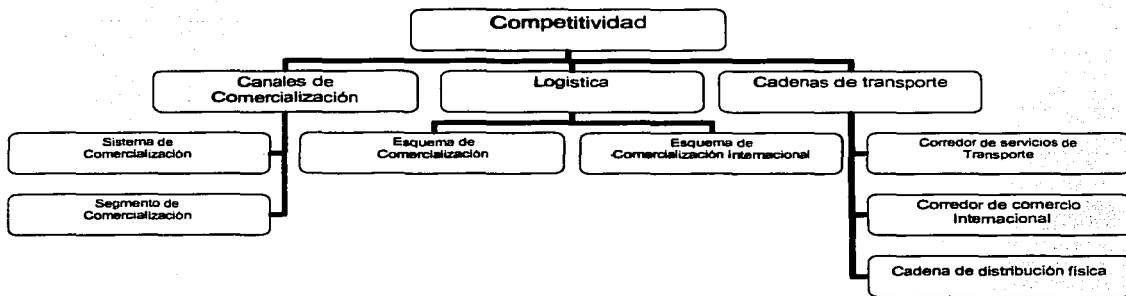 Competitividad
Canales de
Comercialización
Logistica
Cadenas de transporte
Sistema de
Comercialización
Esquema de
Comercialización
Esquema de
Comercialización Internacional
Corredor de servicios de
Transporte
Segmento de
Comercialización
Corredor de comercio
Internacional
Cadena de distribución física